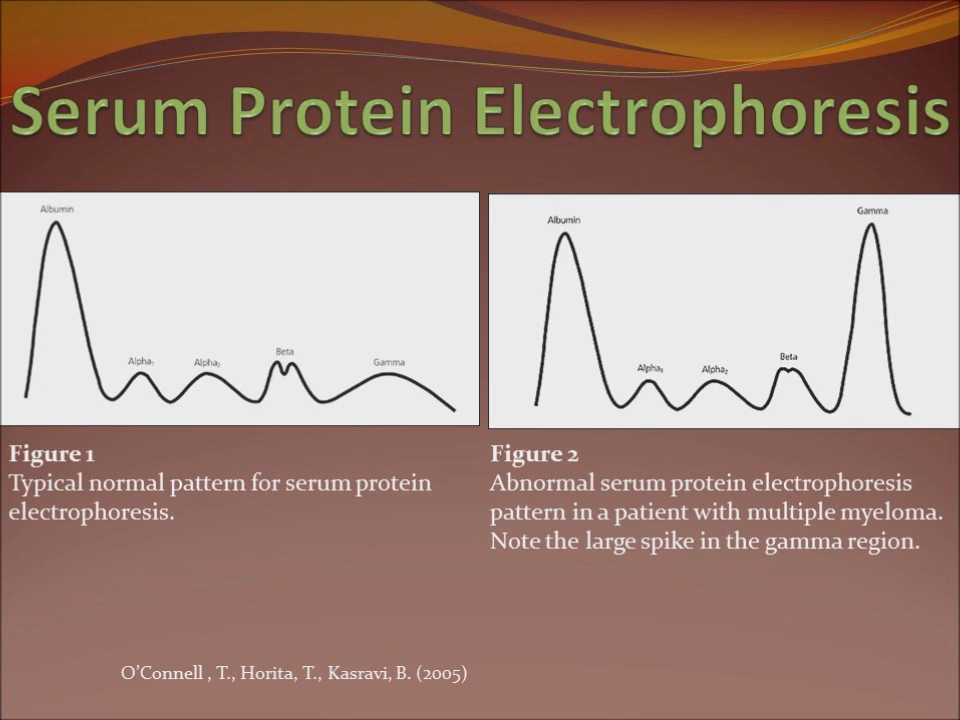 Serum Protein Electrophoresis
Albumin
Alpha₁
Alpha₂
Beta
Gamma
Albumin
Alpha₂
Beta
Gamma
Figure 1
Typical normal pattern for serum protein
electrophoresis.
Figure 2
Abnormal serum protein electrophoresis
pattern in a patient with multiple myeloma.
Note the large spike in the gamma region.
O’Connell , T., Horita, T., Kasravi, B. (2005)